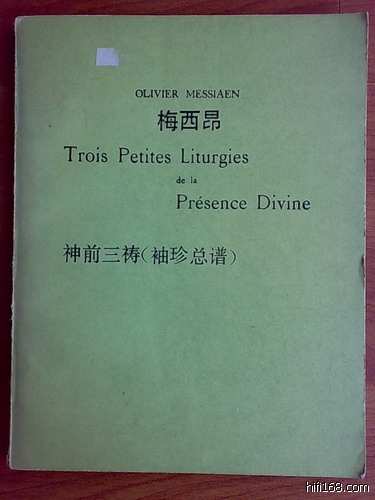 OLIVIER MESSIAEN
梅西昂
Trois Petites Liturgies
de la
Présence Divine
神前三祷(袖珍总谱)
hifi168.com